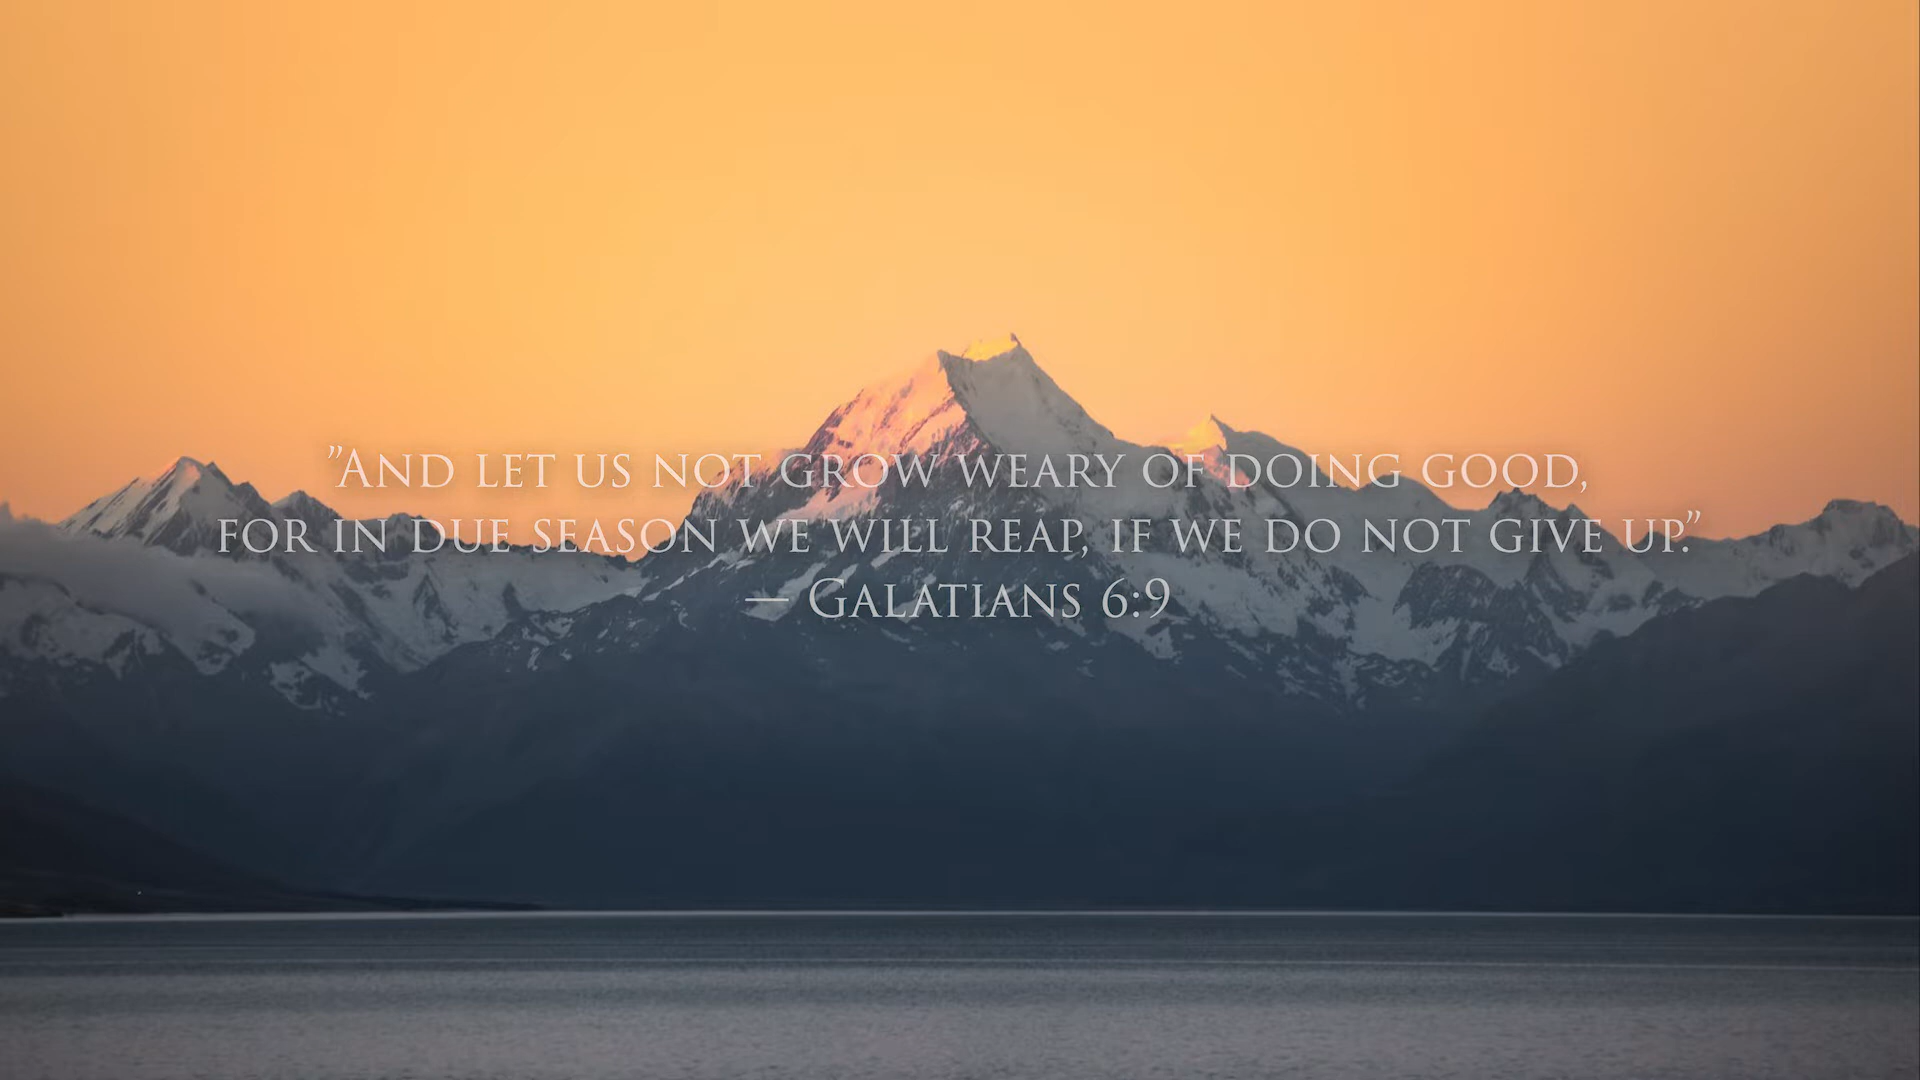 ”And let us not grow weary of doing good,
for in due season we will reap, if we do not give up.”
— Galatians 6:9